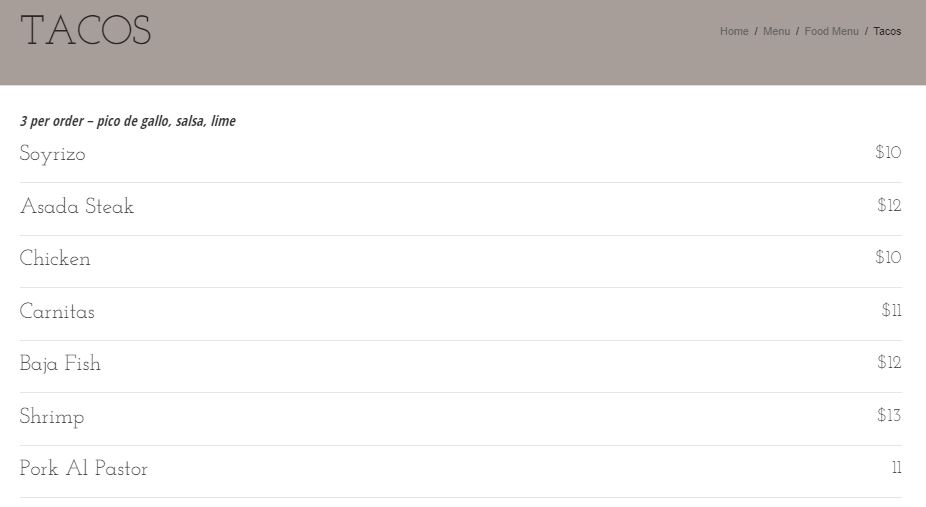 TACOS
Home / Menu / Food Menu / Tacos
3 per order – pico de gallo, salsa, lime
Soyrizo $10
Asada Steak $12
Chicken $10
Carnitas $11
Baja Fish $12
Shrimp $13
Pork Al Pastor 11